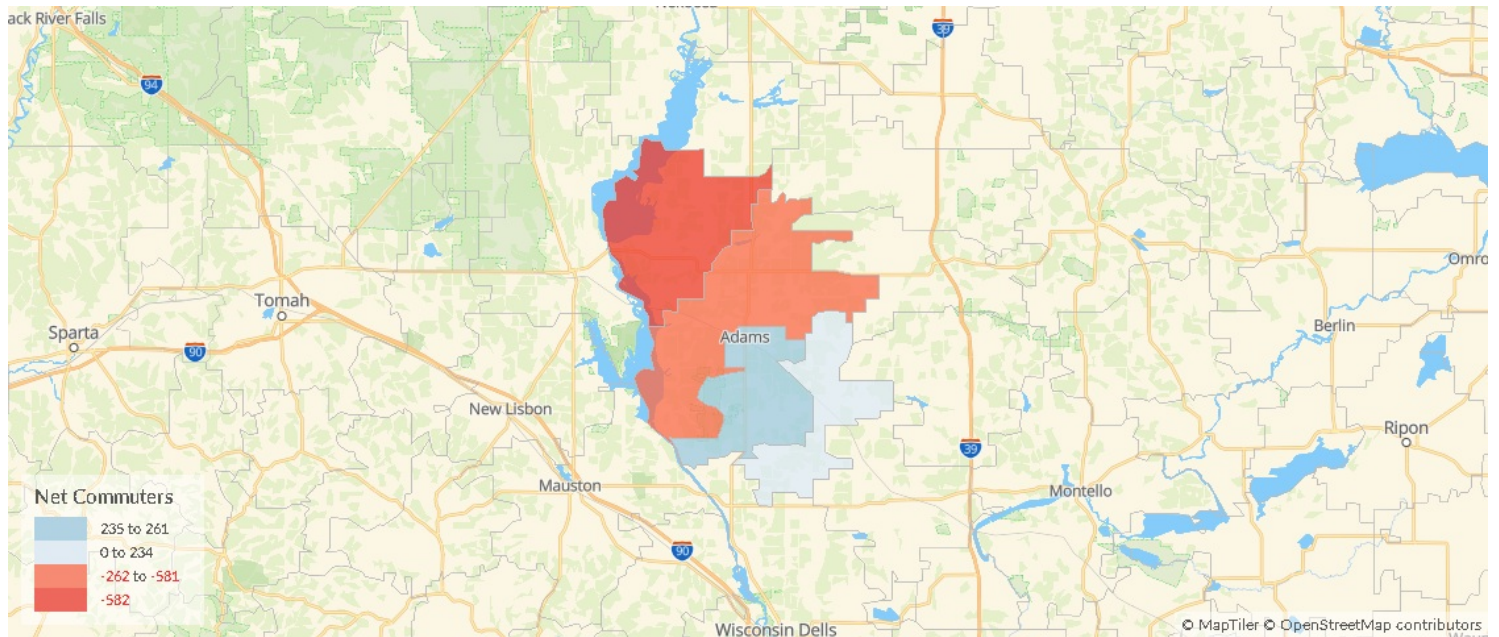 ack River Falls
39
94
Omro
Tomah
Sparta
90
Adams
Berlin
New Lisbon
Ripon
39
Mauston
Montello
90
Net Commuters
235 to 261
0 to 234
-262 to -581
-582
Wisconsin Dells
© MapTiler © OpenStreetMap contributors